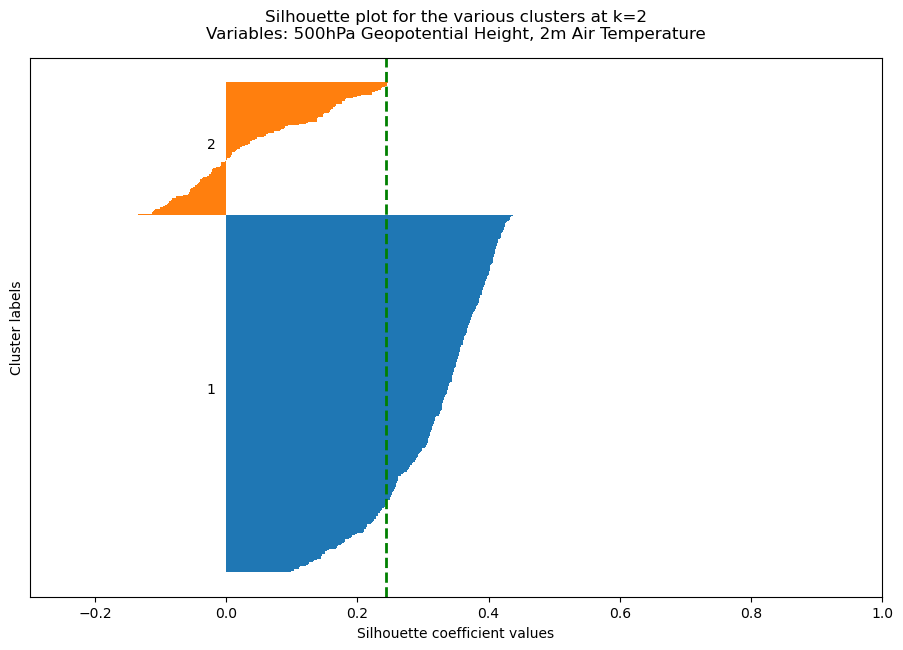 Silhouette plot for the various clusters at k=2
Variables: 500hPa Geopotential Height, 2m Air Temperature
2
1
Cluster labels
−0.2 0.0 0.2 0.4 0.6 0.8 1.0
Silhouette coefficient values